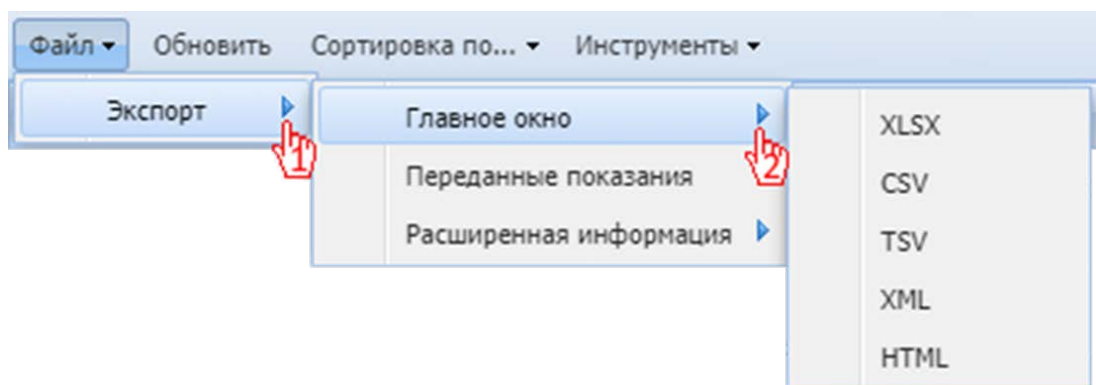 Файл Обновить Сортировка по... Инструменты
Экспорт
1
Главное окно
2
Переданные показания
Расширенная информация
XLSX
CSV
TSV
XML
HTML